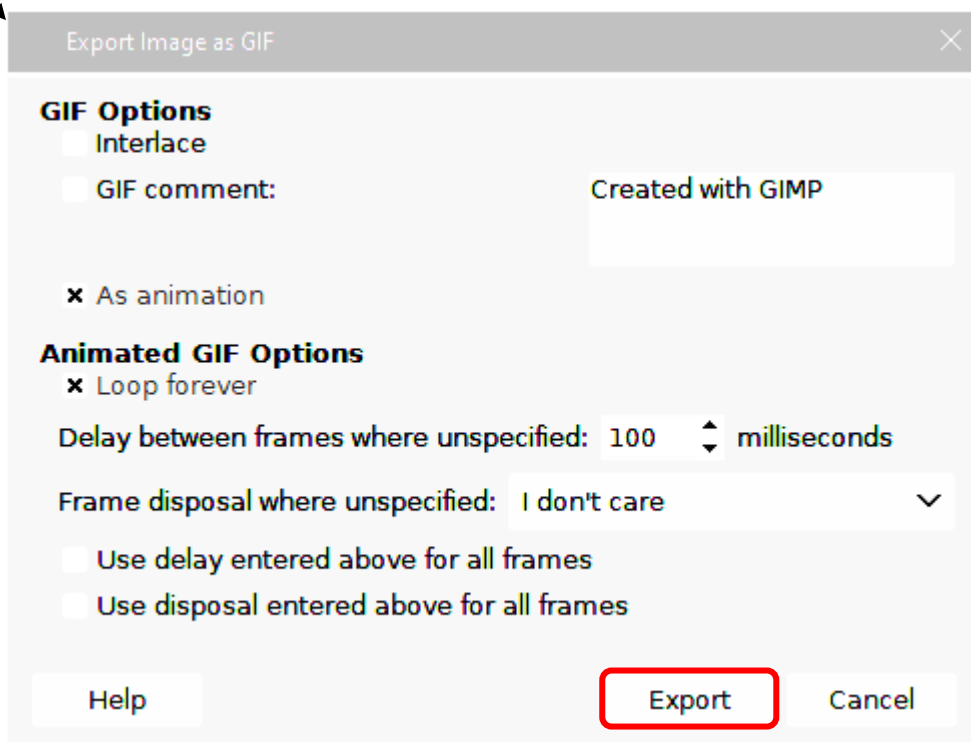 Export Image as GIF
GIF Options
Interlace
GIF comment: Created with GIMP
As animation
Animated GIF Options
Loop forever
Delay between frames where unspecified: 100 milliseconds
Frame disposal where unspecified: I don't care
Use delay entered above for all frames
Use disposal entered above for all frames
Help Export Cancel